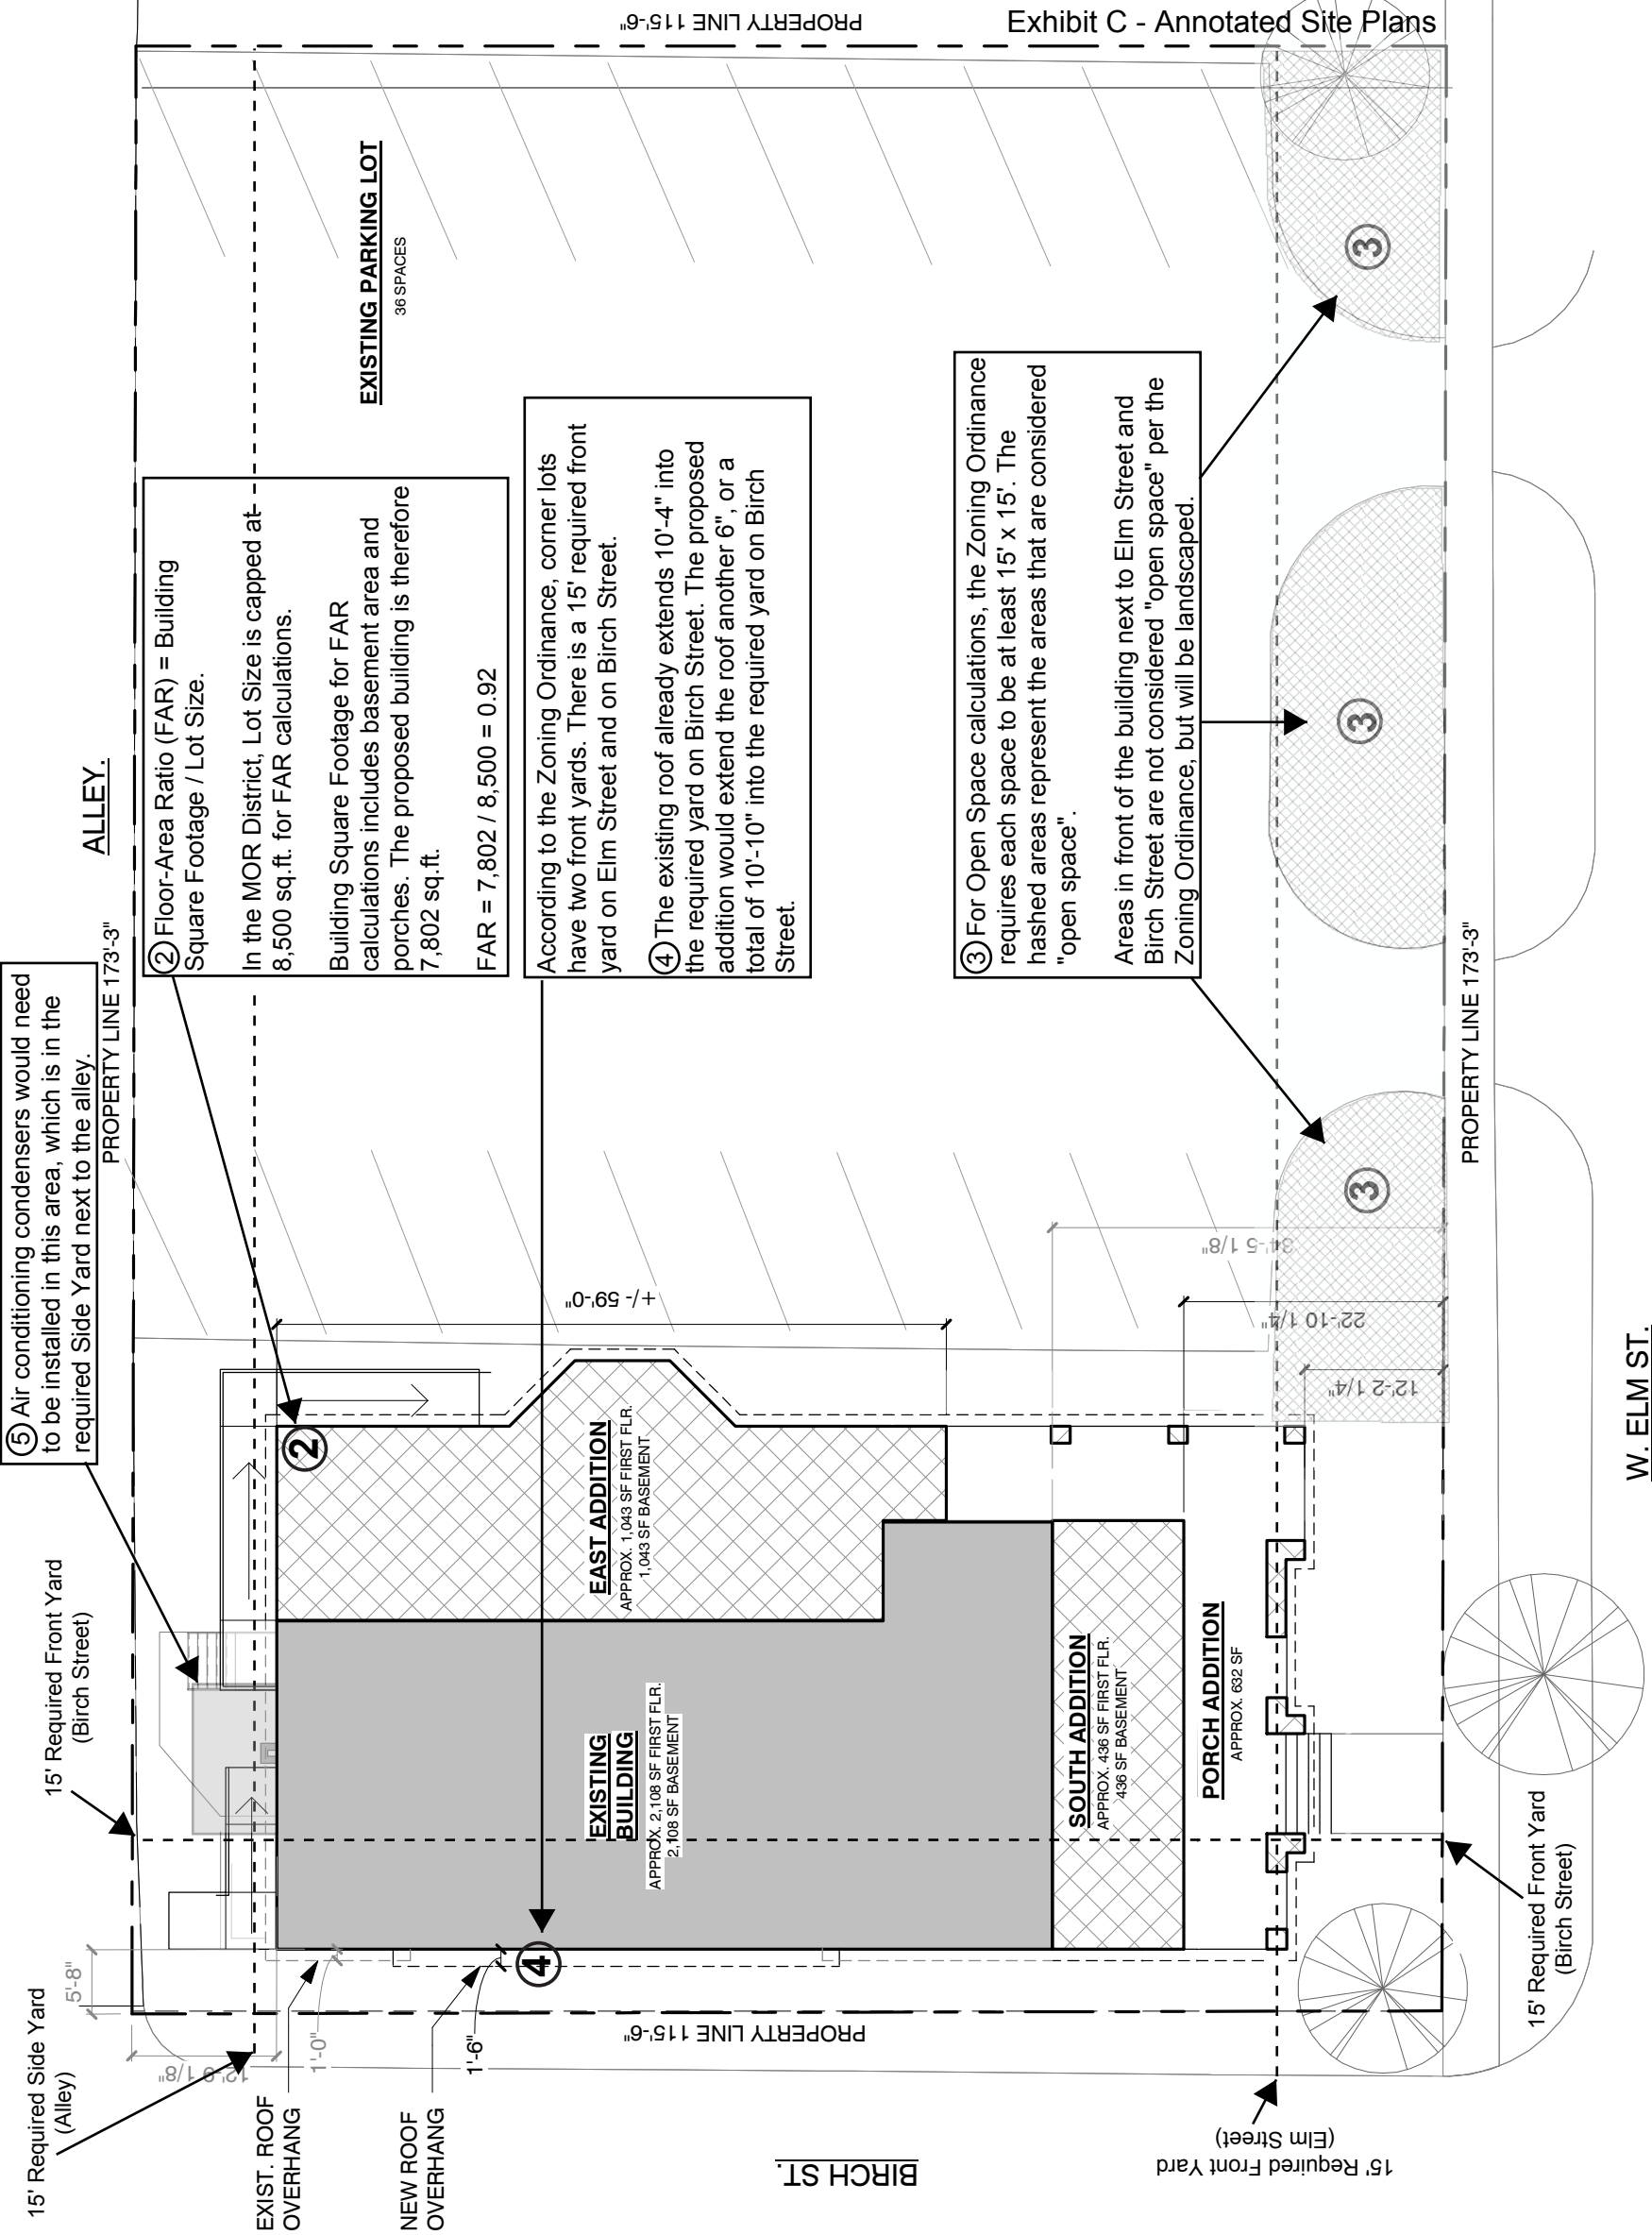 Exhibit C - Annotated Site Plans
ALLEY.
PROPERTY LINE 173'-3"
⑤ Air conditioning condensers would need
to be installed in this area, which is in the
required Side Yard next to the alley.
15' Required Front Yard
(Birch Street)
15' Required Side Yard
(Alley)
5'-8"
12'-9 1/8"
EXIST. ROOF
OVERHANG
1'-0"
NEW ROOF
OVERHANG
1'-6"
② Floor-Area Ratio (FAR) = Building
Square Footage / Lot Size.
In the MOR District, Lot Size is capped at
8,500 sq.ft. for FAR calculations.
Building Square Footage for FAR
calculations includes basement area and
porches. The proposed building is therefore
7,802 sq.ft.
FAR = 7,802 / 8,500 = 0.92
EXISTING PARKING LOT
36 SPACES
PROPERTY LINE 115'-6"
According to the Zoning Ordinance, corner lots
have two front yards. There is a 15' required front
yard on Elm Street and on Birch Street.
④ The existing roof already extends 10'-4" into
the required yard on Birch Street. The proposed
addition would extend the roof another 6", or a
total of 10'-10" into the required yard on Birch
Street.
②
④
+/- 59'-0"
EAST ADDITION
APPROX. 1,043 SF FIRST FLR.
1,043 SF BASEMENT
EXISTING
BUILDING
APPROX. 2,108 SF FIRST FLR.
2,108 SF BASEMENT
PROPERTY LINE 115'-6"
BIRCH ST.
③ For Open Space calculations, the Zoning Ordinance
requires each space to be at least 15' x 15'. The
hashed areas represent the areas that are considered
"open space".
Areas in front of the building next to Elm Street and
Birch Street are not considered "open space" per the
Zoning Ordinance, but will be landscaped.
SOUTH ADDITION
APPROX. 436 SF FIRST FLR.
436 SF BASEMENT
PORCH ADDITION
APPROX. 632 SF
34'-5 1/8"
22'-10 1/4"
12'-2 1/4"
③
③
③
15' Required Front Yard
(Elm Street)
PROPERTY LINE 173'-3"
15' Required Front Yard
(Birch Street)
W. ELM ST.